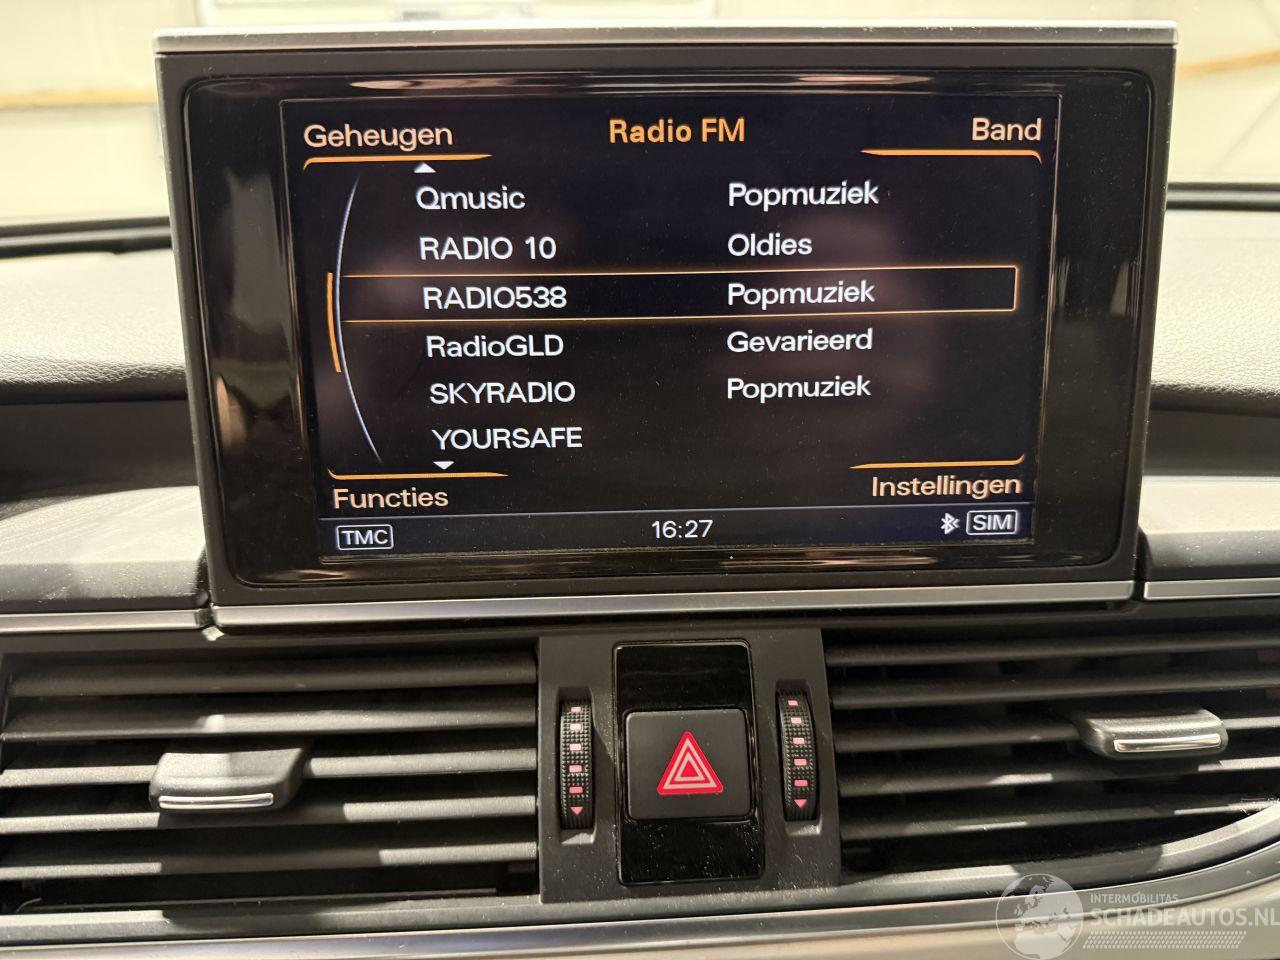 Geheugen Radio FM Band
Qmusic Popmuziek
RADIO 10 Oldies
RADIO538 Popmuziek
RadioGLD Gevarieerd
SKYRADIO Popmuziek
YOURSAFE
Functies Instellingen
TMC 16:27 SIM
INTERMOBILITAS
SCHADEAUTOS.NL